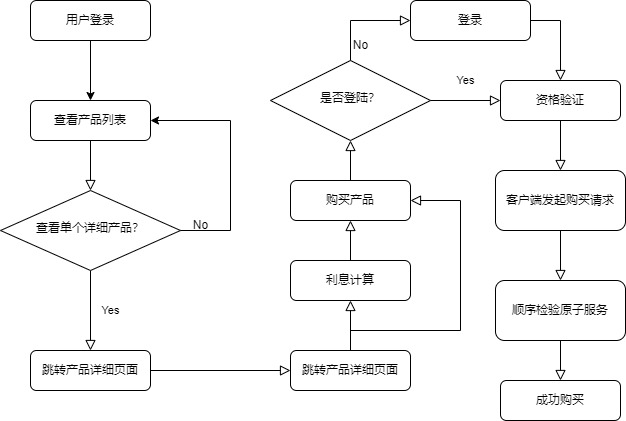 用户登录
查看产品列表
查看单个详细产品?
No
Yes
跳转产品详细页面
跳转产品详细页面
利息计算
购买产品
是否登陆?
No
Yes
登录
资格验证
客户端发起购买请求
顺序检验原子服务
成功购买